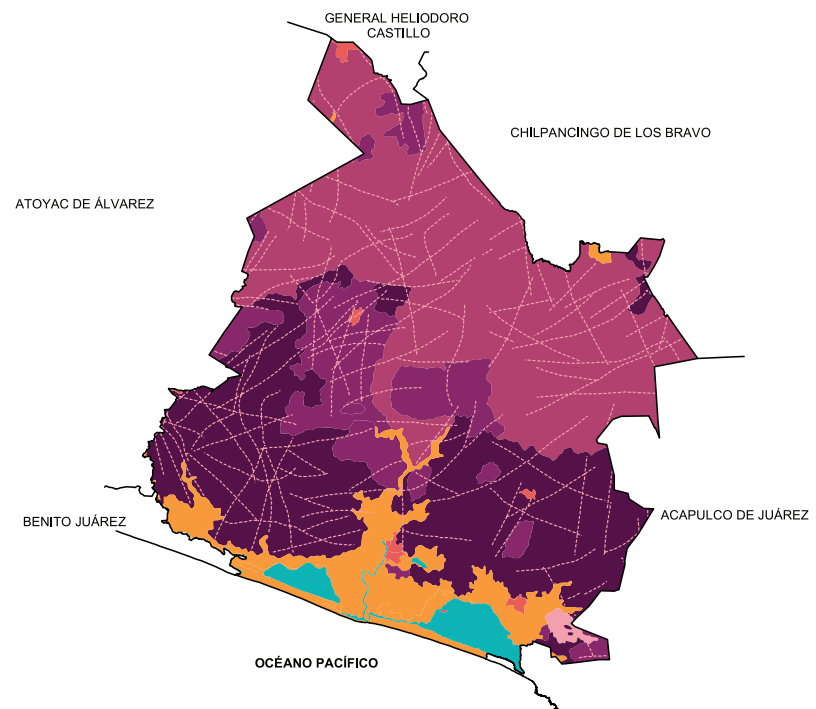 GENERAL HELIODORO
CASTILLO
CHILPANCINGO DE LOS BRAVO
ATOYAC DE ÁLVAREZ
BENITO JUÁREZ
ACAPULCO DE JUÁREZ
OCÉANO PACÍFICO